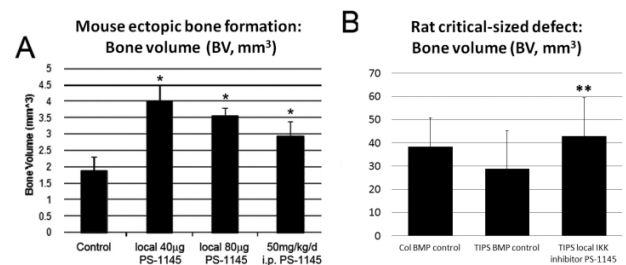 A
Mouse ectopic bone formation:
Bone volume (BV, mm³)
Bone Volume (mm^3)
5
4.5
4
3.5
3
2.5
2
1.5
1
0.5
0
*
*
*
Control
local 40µg
PS-1145
local 80µg
PS-1145
50mg/kg/d
i.p. PS-1145
B
Rat critical-sized defect:
Bone volume (BV, mm³)
70
60
50
40
30
20
10
0
**
Col BMP control
TIPS BMP control
TIPS local IKK
inhibitor PS-1145